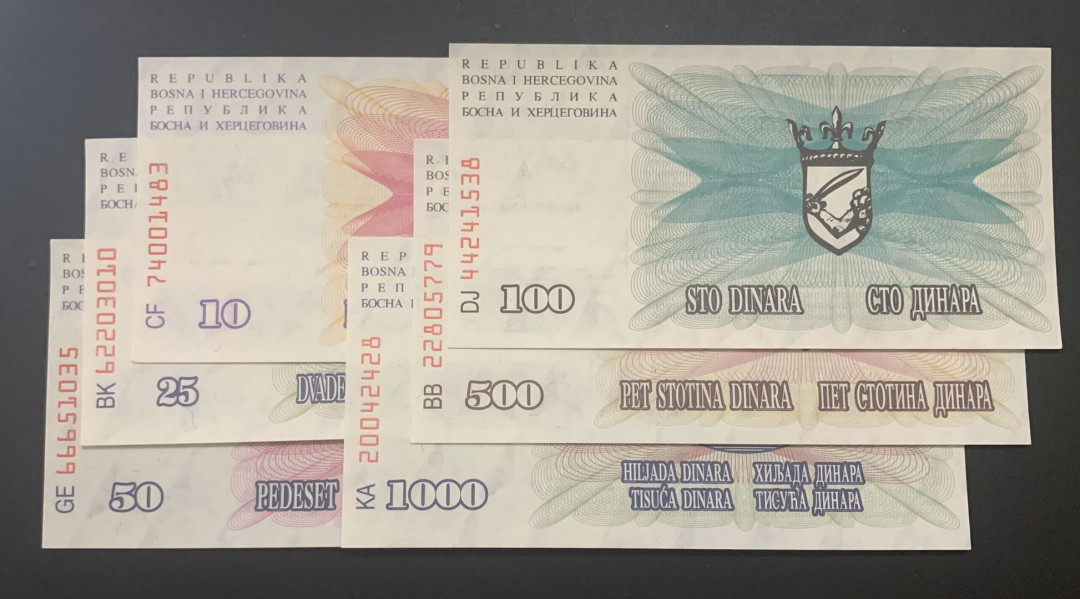 REPUBLIKA
BOSNA I HERCEGOVINA
РЕПУБЛИКА
БОСНА И ХЕРЦЕГОВИНА
DJ 44241538
100
STO DINARA
СТО ДИНАРА
REPUBLIKA
BOSNA I HERCEGOVINA
РЕПУБЛИКА
БОСНА И ХЕРЦЕГОВИНА
CF 74001483
10
BB 22805779
500
PET STOTINA DINARA
ПЕТ СТОТИНА ДИНАРА
BK 62203010
25
GE 66651035
50
PEDESET
BOSNA
БОСНА
KA 20042428
1000
HILJADA DINARA ХИЉАДА ДИНАРА
TISUĆA DINARA ТИСУЋА ДИНАРА